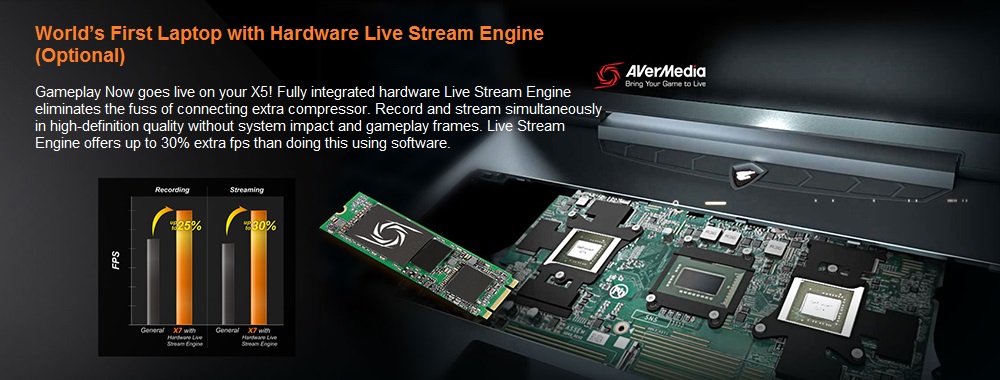 World's First Laptop with Hardware Live Stream Engine
(Optional)
AVerMedia
Bring Your Game to Live
Gameplay Now goes live on your X5! Fully integrated hardware Live Stream Engine
eliminates the fuss of connecting extra compressor. Record and stream simultaneously
in high-definition quality without system impact and gameplay frames. Live Stream
Engine offers up to 30% extra fps than doing this using software.
Recording Streaming
up to 25% up to 30%
FPS
General X7 with Hardware Live Stream Engine
General X7 with Hardware Live Stream Engine